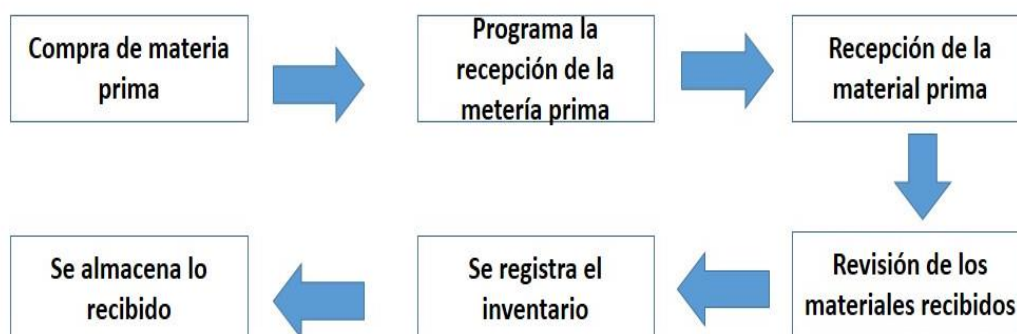 Compra de materia
prima
Programa la
recepción de la
metería prima
Recepción de la
material prima
Revisión de los
materiales recibidos
Se registra el
inventario
Se almacena lo
recibido